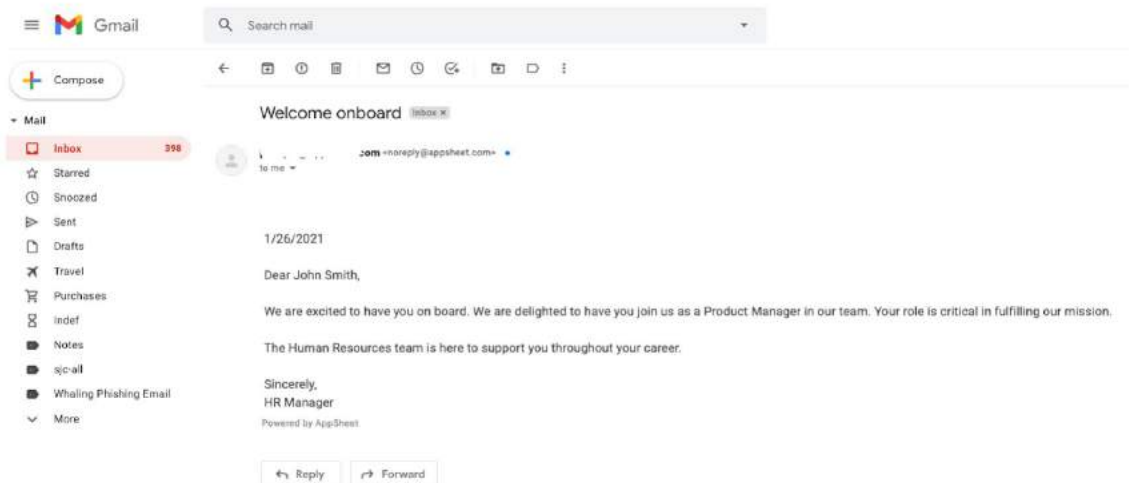 Gmail
Search mail
Compose
Mail
Inbox 398
Starred
Snoozed
Sent
Drafts
Travel
Purchases
Indef
Notes
sjc-all
Whaling Phishing Email
More
Welcome onboard Inbox x
.com <noreply@appsheet.com>
to me
1/26/2021
Dear John Smith,
We are excited to have you on board. We are delighted to have you join us as a Product Manager in our team. Your role is critical in fulfilling our mission.
The Human Resources team is here to support you throughout your career.
Sincerely,
HR Manager
Powered by AppSheet
Reply Forward